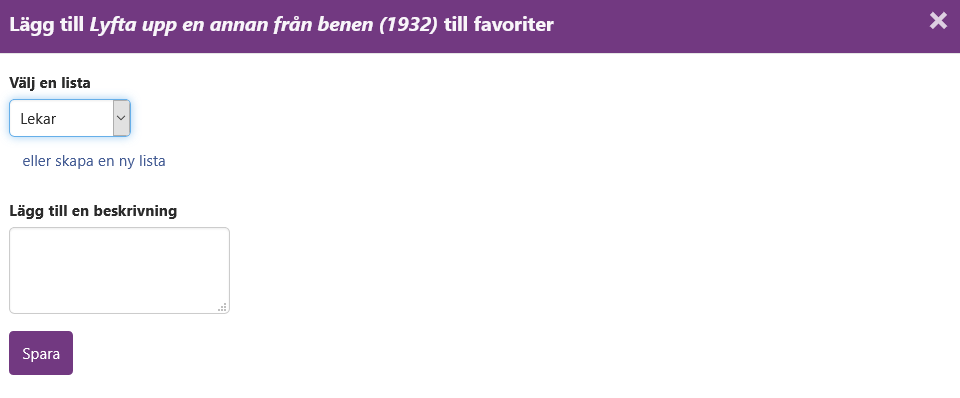 Lägg till Lyfta upp en annan från benen (1932) till favoriter
Välj en lista
Lekar
eller skapa en ny lista
Lägg till en beskrivning
Spara